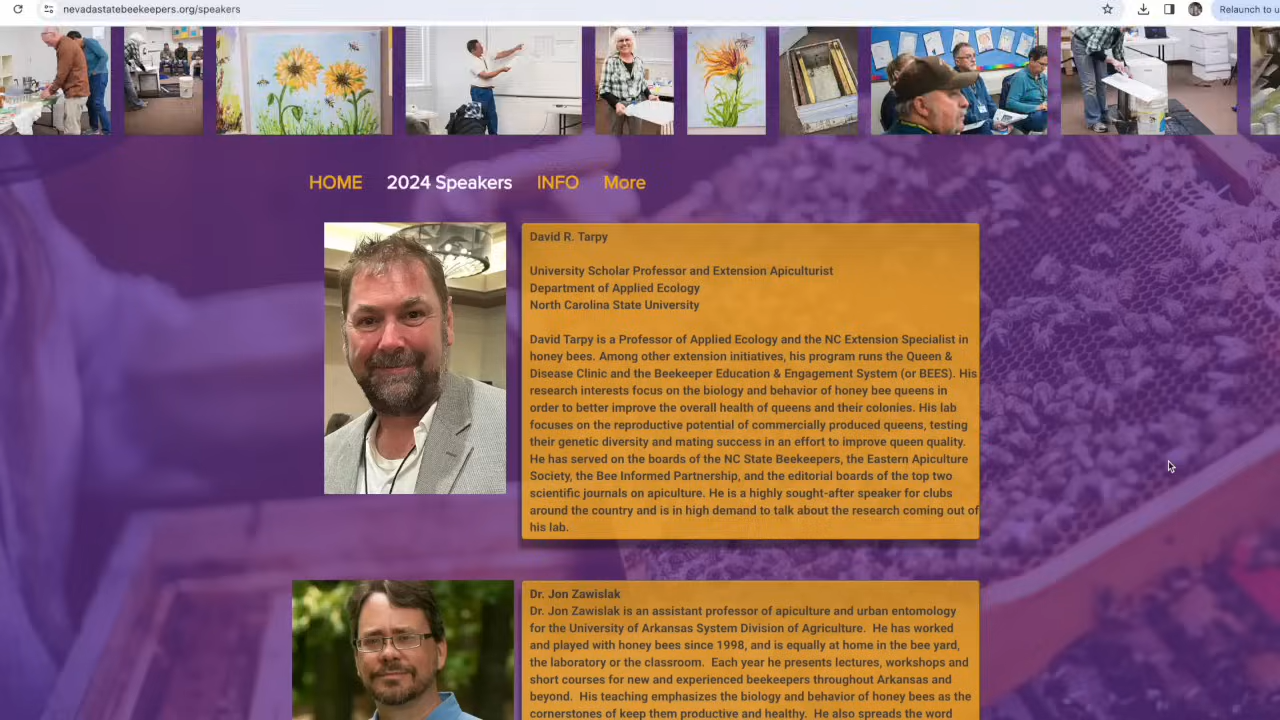 nevadastatebeekeepers.org/speakers
Relaunch to u
HOME 2024 Speakers INFO More
David R. Tarpy
University Scholar Professor and Extension Apiculturist
Department of Applied Ecology
North Carolina State University
David Tarpy is a Professor of Applied Ecology and the NC Extension Specialist in
honey bees. Among other extension initiatives, his program runs the Queen &
Disease Clinic and the Beekeeper Education & Engagement System (or BEES). His
research interests focus on the biology and behavior of honey bee queens in
order to better improve the overall health of queens and their colonies. His lab
focuses on the reproductive potential of commercially produced queens, testing
their genetic diversity and mating success in an effort to improve queen quality.
He has served on the boards of the NC State Beekeepers, the Eastern Apiculture
Society, the Bee Informed Partnership, and the editorial boards of the top two
scientific journals on apiculture. He is a highly sought-after speaker for clubs
around the country and is in high demand to talk about the research coming out of
his lab.
Dr. Jon Zawislak
Dr. Jon Zawislak is an assistant professor of apiculture and urban entomology
for the University of Arkansas System Division of Agriculture. He has worked
and played with honey bees since 1998, and is equally at home in the bee yard,
the laboratory or the classroom. Each year he presents lectures, workshops and
short courses for new and experienced beekeepers throughout Arkansas and
beyond. His teaching emphasizes the biology and behavior of honey bees as the
cornerstones of keep them productive and healthy. He also spreads the word